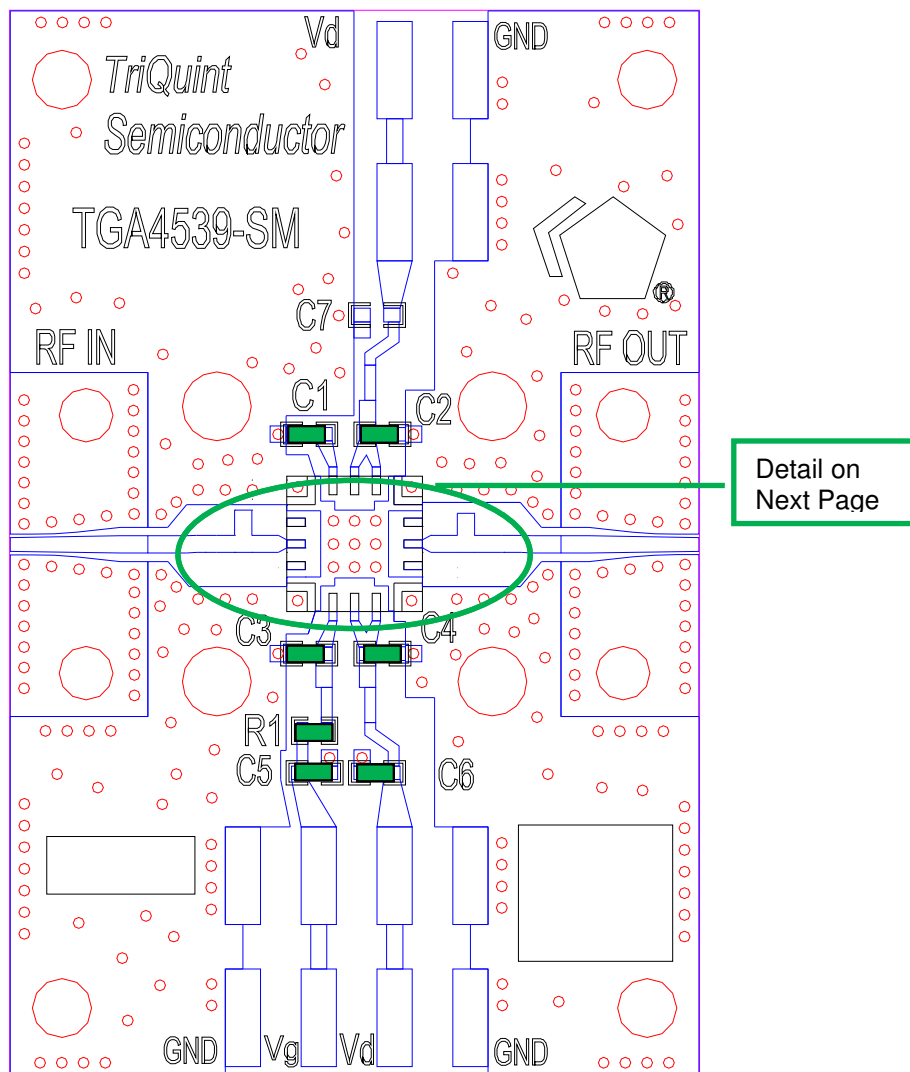 Vd
GND
TriQuint
Semiconductor
TGA4539-SM
®
C7
RF IN
RF OUT
C1
C2
Detail on
Next Page
C3
C4
R1
C5
C6
GND
Vg
Vd
GND